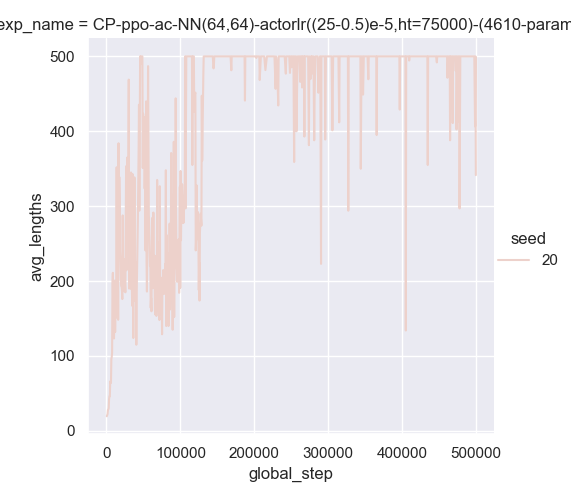 exp_name = CP-ppo-ac-NN(64,64)-actorlr((25-0.5)e-5,ht=75000)-(4610-param
500
400
300
200
100
0
avg_lengths
0 100000 200000 300000 400000 500000
global_step
seed
20